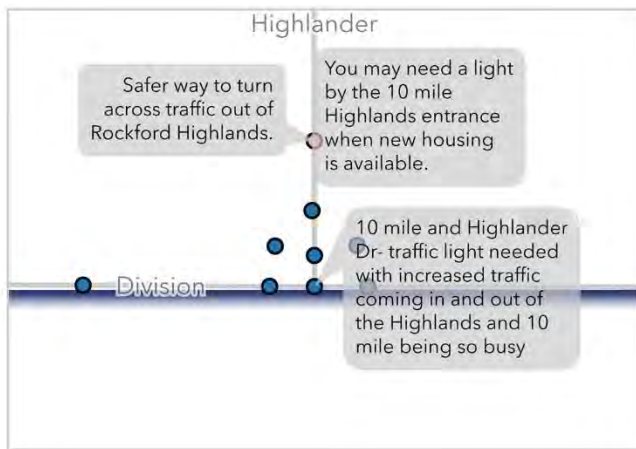 Highlander
Safer way to turn
across traffic out of
Rockford Highlands.
You may need a light
by the 10 mile
Highlands entrance
when new housing
is available.
10 mile and Highlander
Dr- traffic light needed
with increased traffic
coming in and out of
the Highlands and 10
mile being so busy
Division